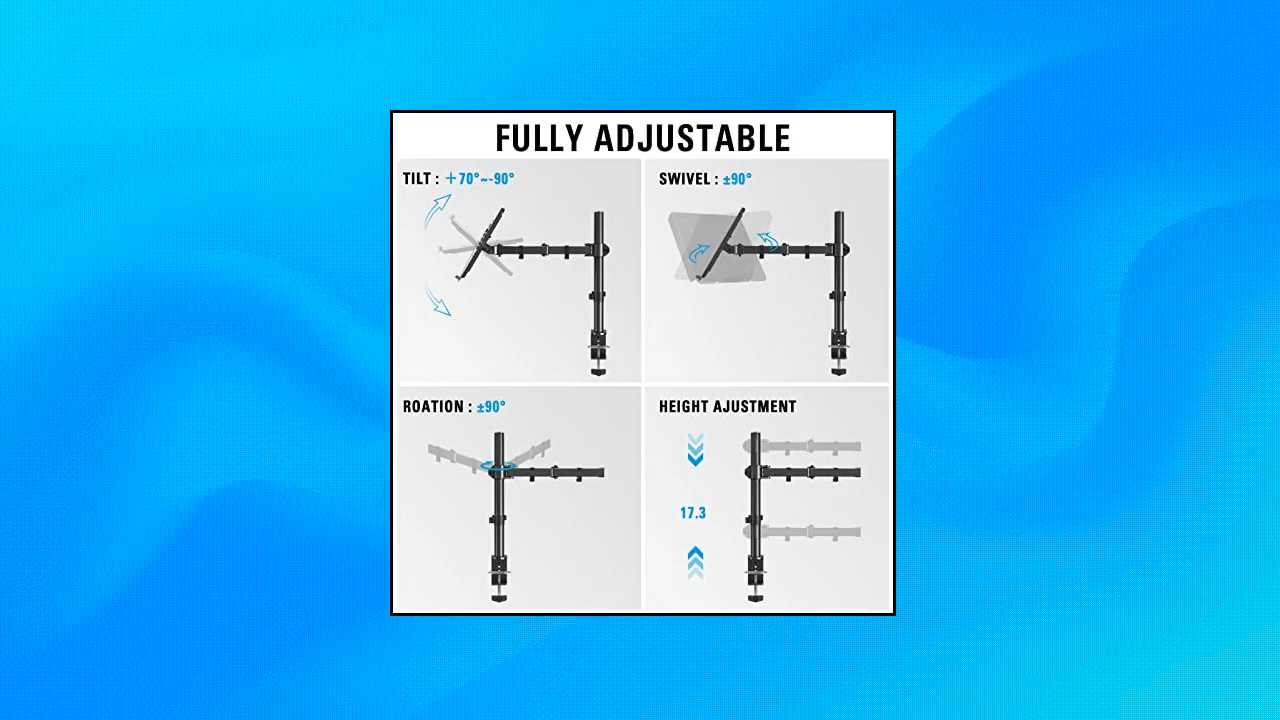 FULLY ADJUSTABLE
TILT : +70°~-90°
SWIVEL : ±90°
ROATION : ±90°
HEIGHT AJUSTMENT
17.3